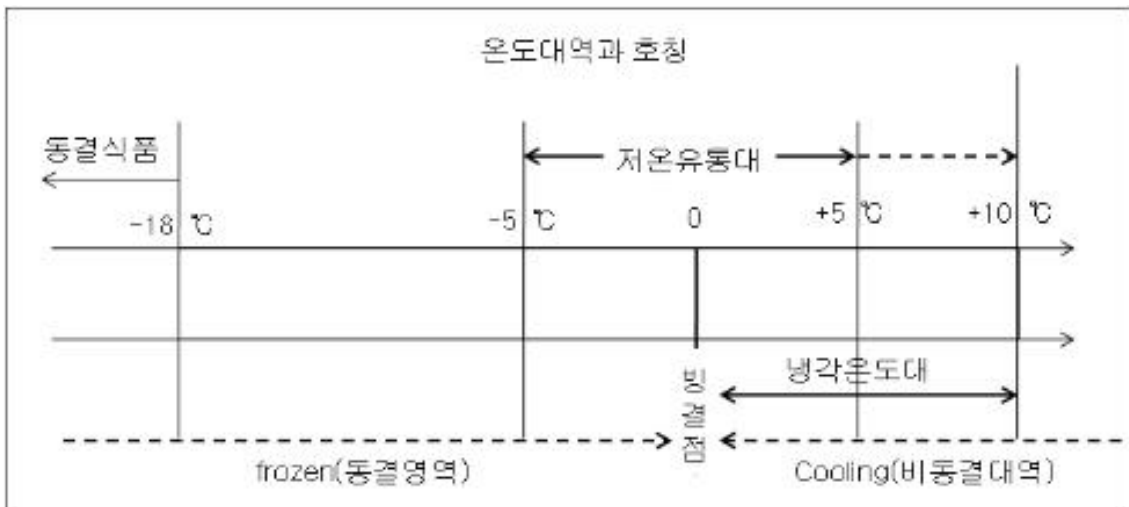 온도대역과 호칭
동결식품
저온유통대
-18 ℃
-5 ℃
0
+5 ℃
+10 ℃
냉각온도대
빙결점
frozen(동결영역)
Cooling(비동결대역)